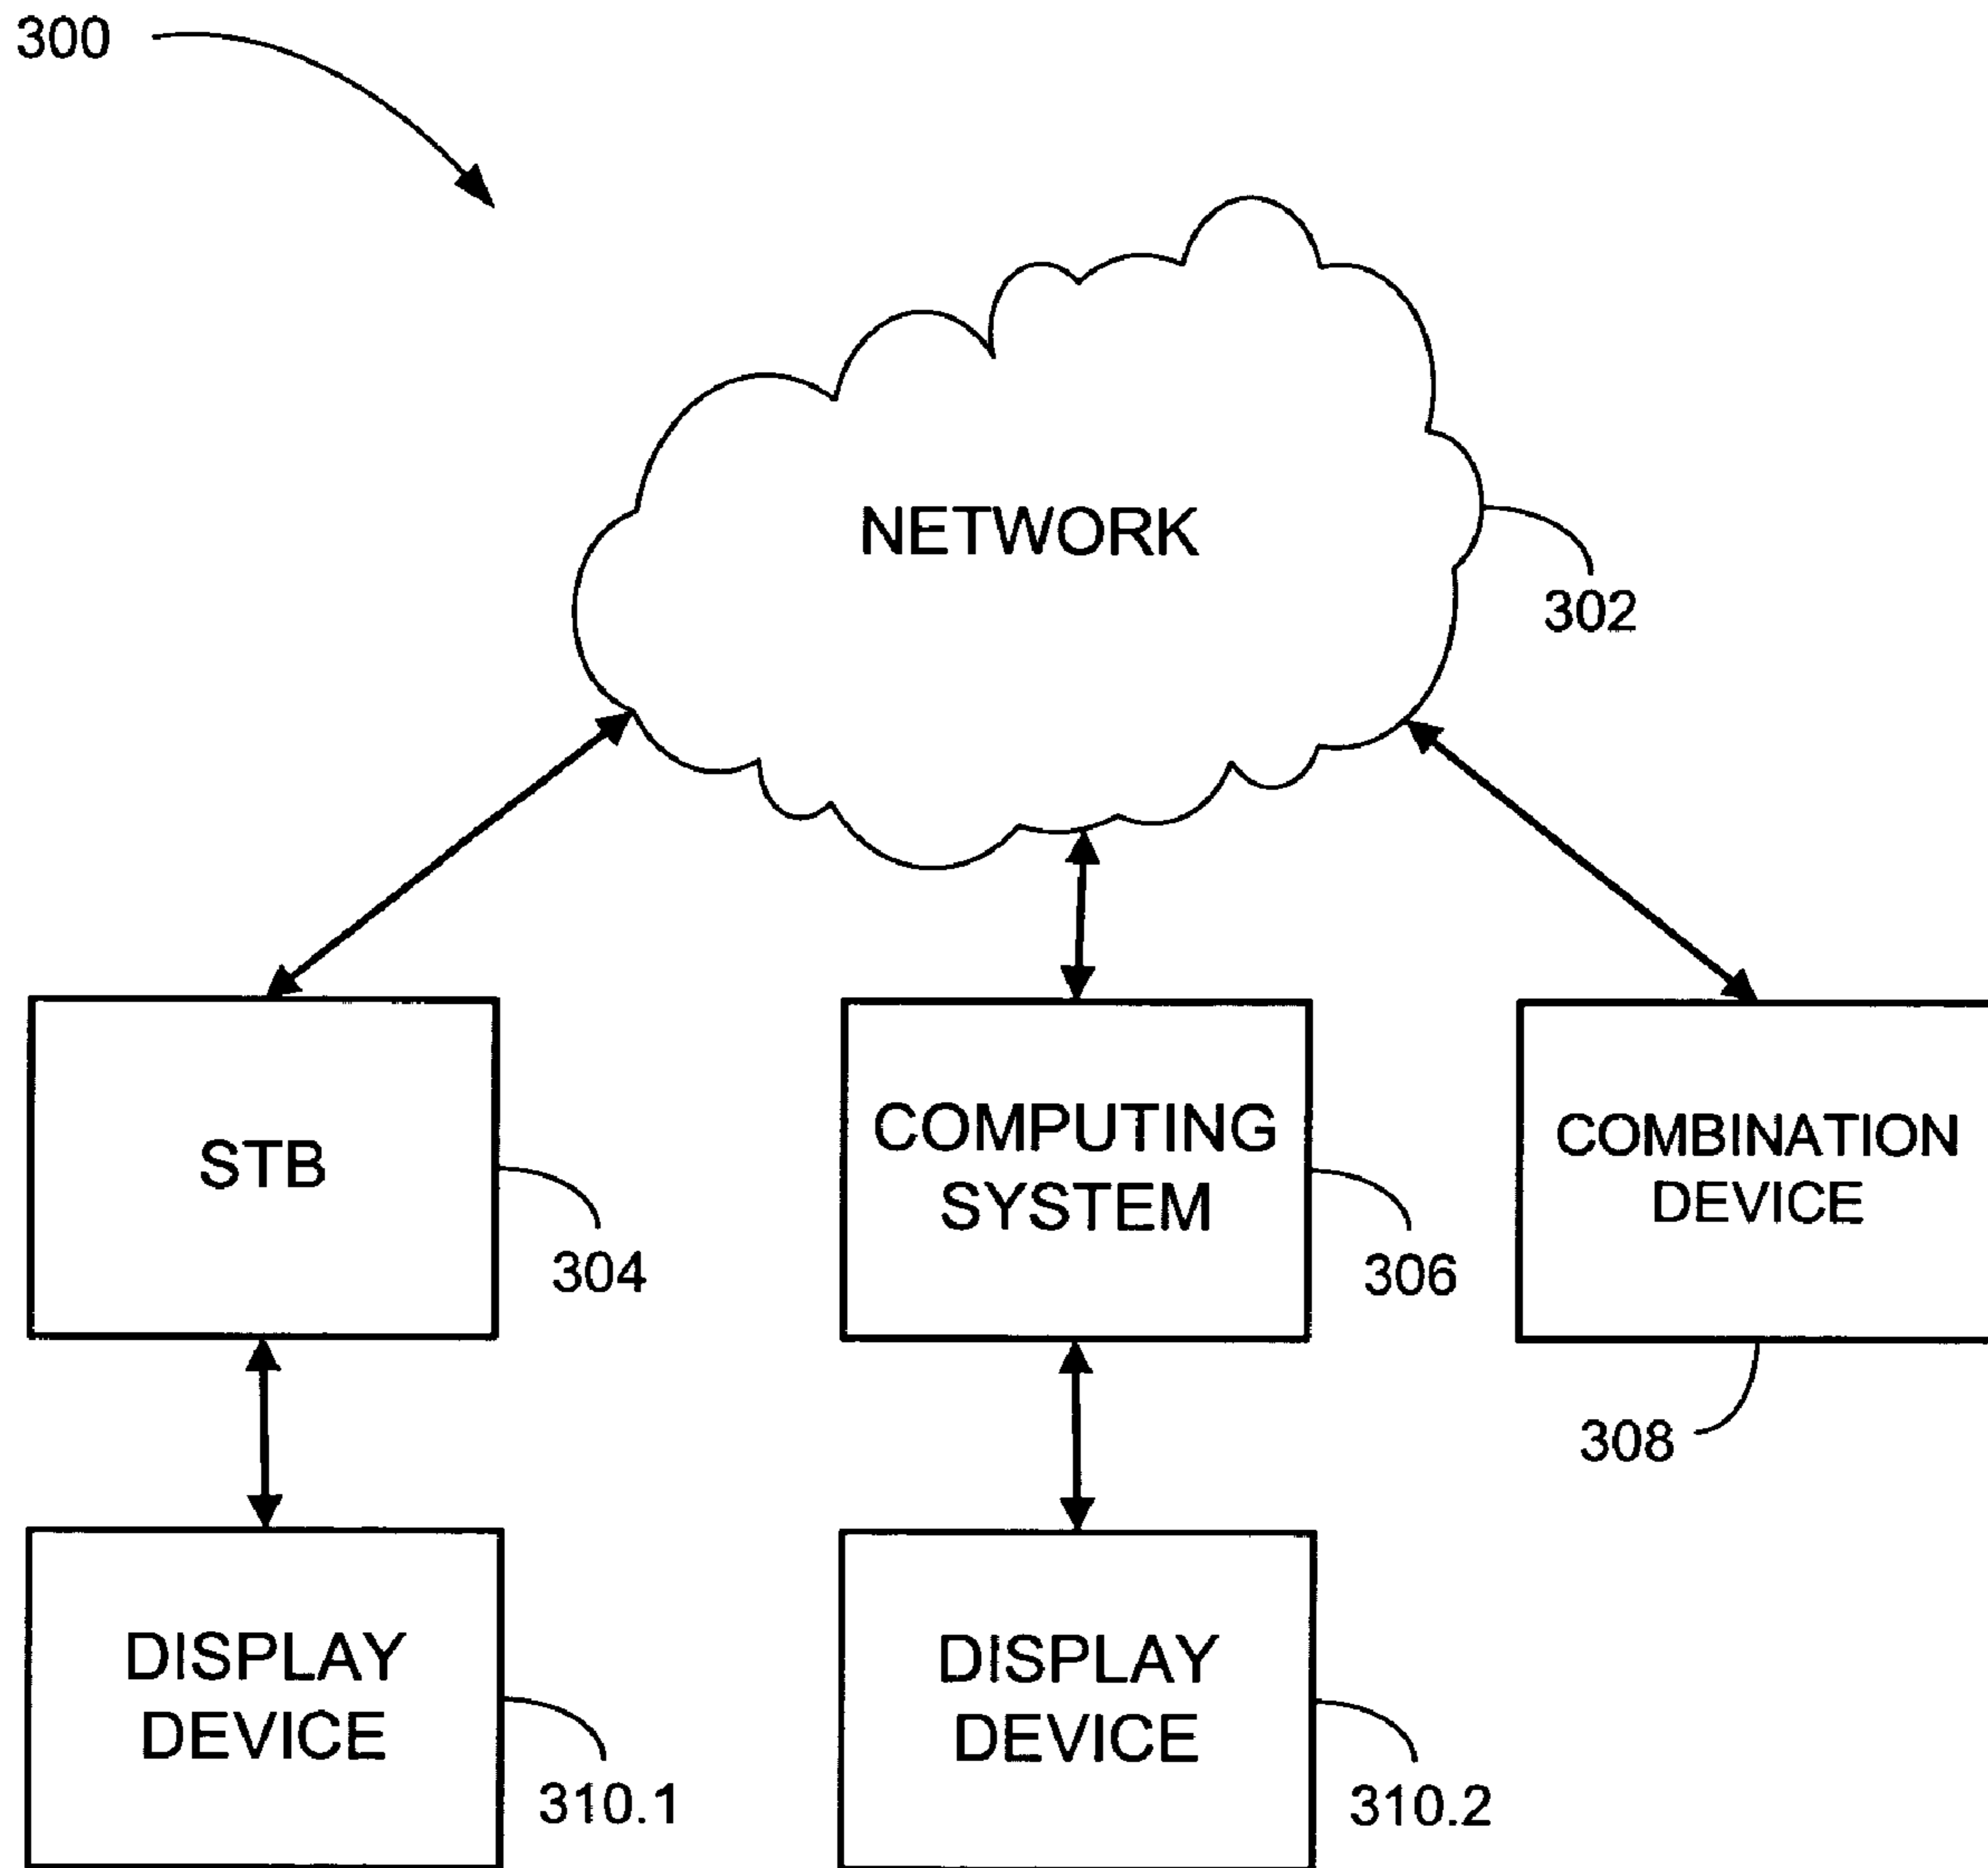 300
NETWORK
302
STB
304
COMPUTING
SYSTEM
306
COMBINATION
DEVICE
308
DISPLAY
DEVICE
310.1
DISPLAY
DEVICE
310.2